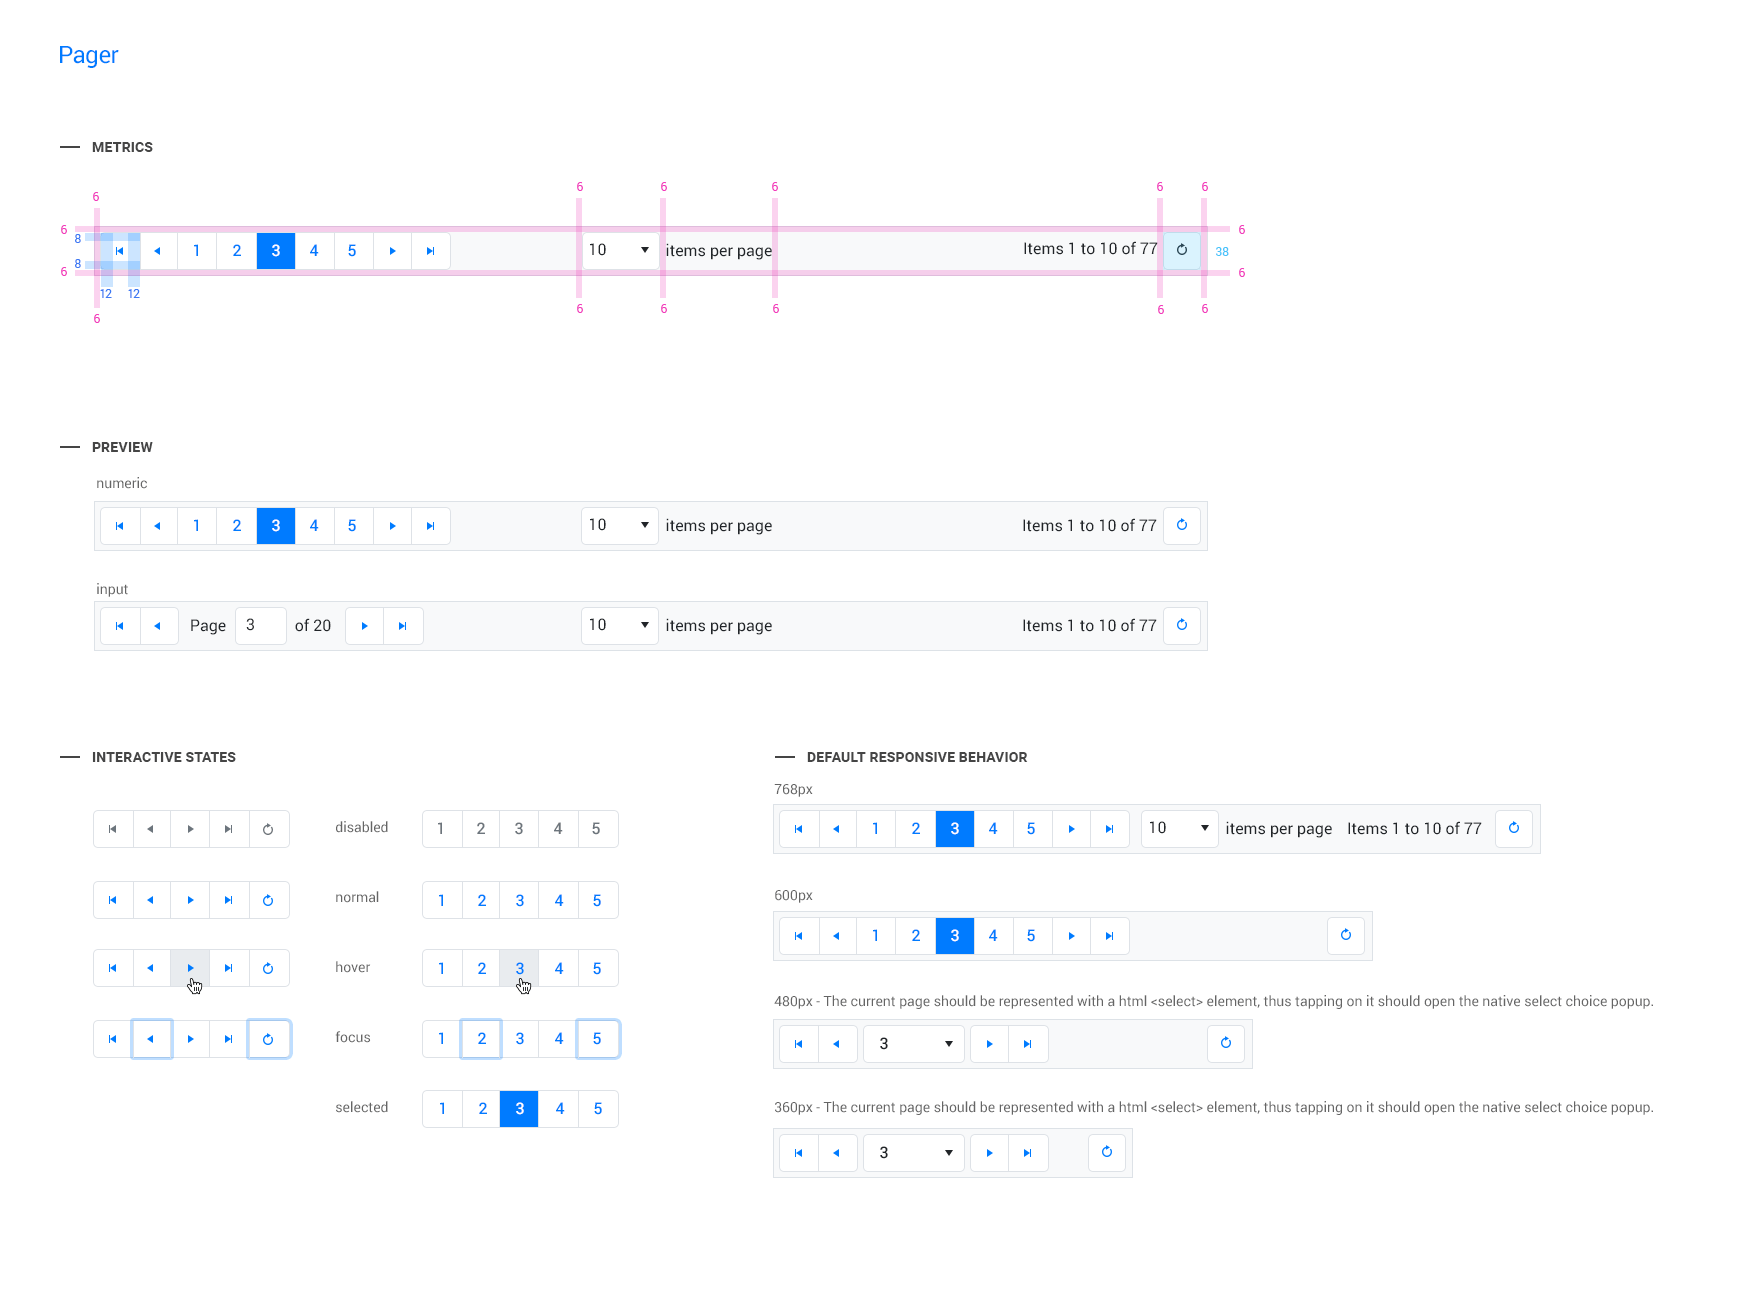 Pager
METRICS
6 6 6 6 6 6
6 6
8
1 2 3 4 5 10 items per page Items 1 to 10 of 77 38
8
6 6
12 12
6 6 6 6 6 6
PREVIEW
numeric
1 2 3 4 5 10 items per page Items 1 to 10 of 77
input
Page 3 of 20 10 items per page Items 1 to 10 of 77
INTERACTIVE STATES
disabled 1 2 3 4 5
normal 1 2 3 4 5
hover 1 2 3 4 5
focus 1 2 3 4 5
selected 1 2 3 4 5
DEFAULT RESPONSIVE BEHAVIOR
768px
1 2 3 4 5 10 items per page Items 1 to 10 of 77
600px
1 2 3 4 5
480px - The current page should be represented with a html <select> element, thus tapping on it should open the native select choice popup.
3
360px - The current page should be represented with a html <select> element, thus tapping on it should open the native select choice popup.
3